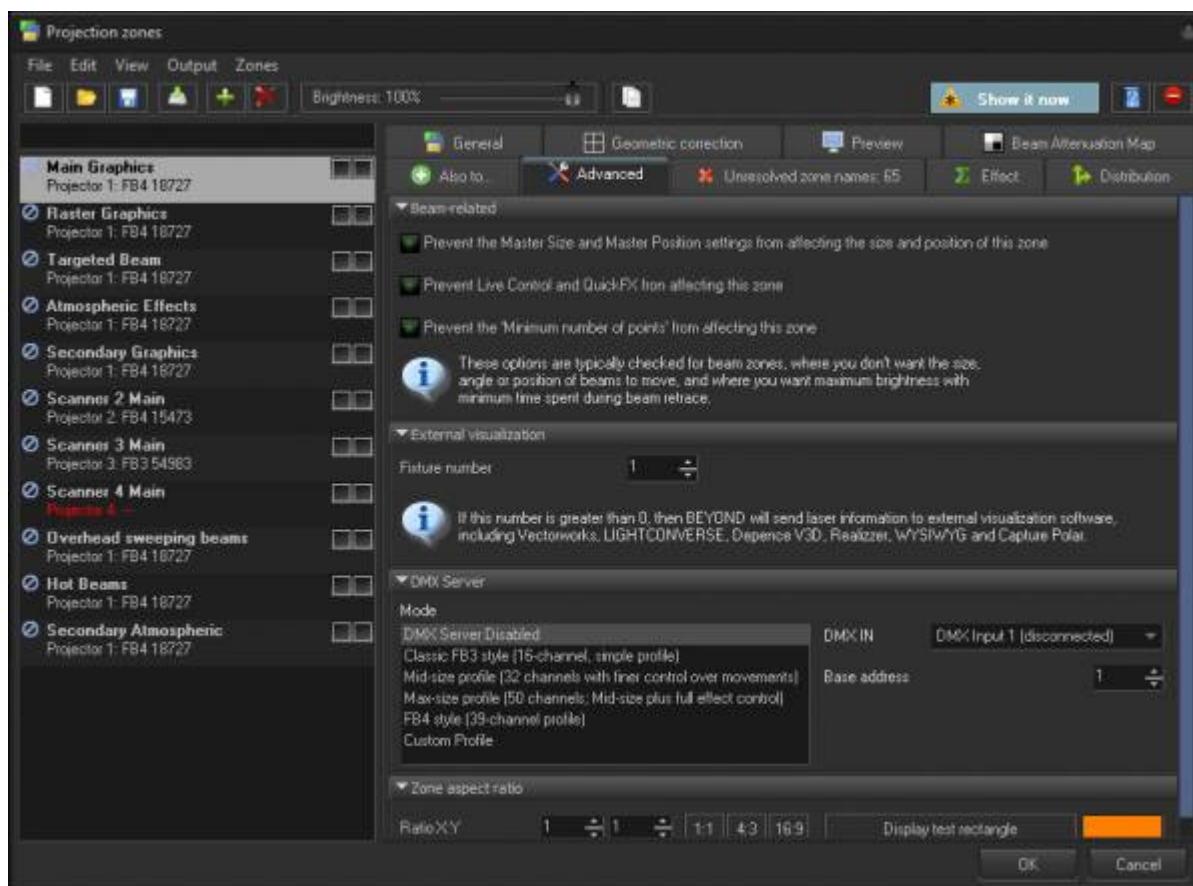 Projection zones
File Edit View Output Zones
Brightness: 100%
Show it now
General
Geometric correction
Preview
Beam Attenuation Map
Also to...
Advanced
Unresolved zone names: 65
Effect
Distribution
Main Graphics
Projector 1: FB4 18727
Raster Graphics
Projector 1: FB4 18727
Targeted Beam
Projector 1: FB4 18727
Atmospheric Effects
Projector 1: FB4 18727
Secondary Graphics
Projector 1: FB4 18727
Scanner 2 Main
Projector 2: FB4 15473
Scanner 3 Main
Projector 3: FB3 54983
Scanner 4 Main
Projector 4: --
Overhead sweeping beams
Projector 1: FB4 18727
Hot Beams
Projector 1: FB4 18727
Secondary Atmospheric
Projector 1: FB4 18727
Beam-related
Prevent the Master Size and Master Position settings from affecting the size and position of this zone
Prevent Live Control and QuickFX fron affecting this zone
Prevent the 'Minimum number of points' from affecting this zone
These options are typically checked for beam zones, where you don't want the size,
angle or position of beams to move, and where you want maximum brightness with
minimum time spent during beam retrace.
External visualization
Fixture number 1
If this number is greater than 0, then BEYOND will send laser information to external visualization software,
including Vectorworks, LIGHTCONVERSE, Depence V3D, Realizzer, WYSIWYG and Capture Polar.
DMX Server
Mode
DMX Server Disabled
Classic FB3 style (16-channel, simple profile)
Mid-size profile (32 channels with finer control over movements)
Max-size profile (50 channels; Mid-size plus full effect control)
FB4 style (39-channel profile)
Custom Profile
DMX IN DMX Input 1 (disconnected)
Base address 1
Zone aspect ratio
Ratio X:Y 1 1 1:1 4:3 16:9 Display test rectangle
OK Cancel